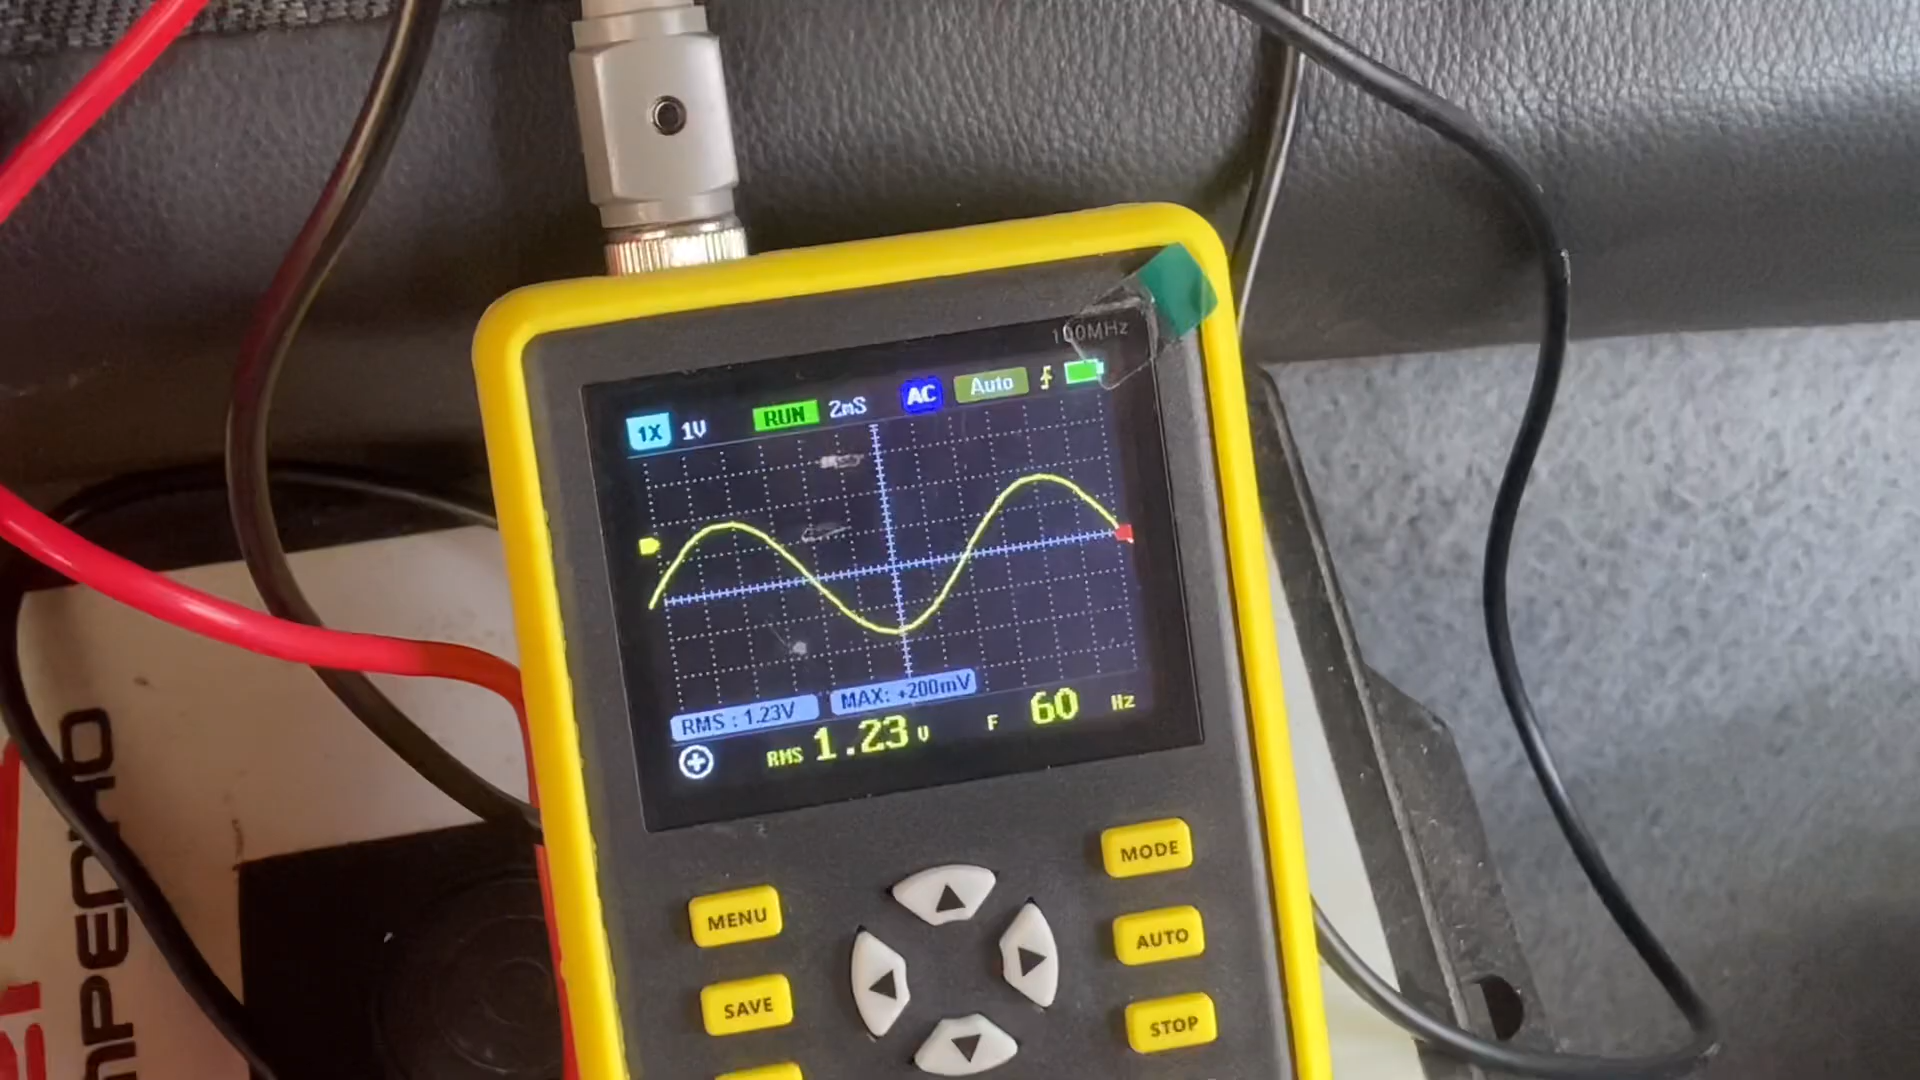 100MHz
1X 1V RUN 2mS AC Auto
RMS : 1.23V MAX: +200mV
RMS 1.23 V F 60 Hz
MODE
MENU
AUTO
SAVE
STOP